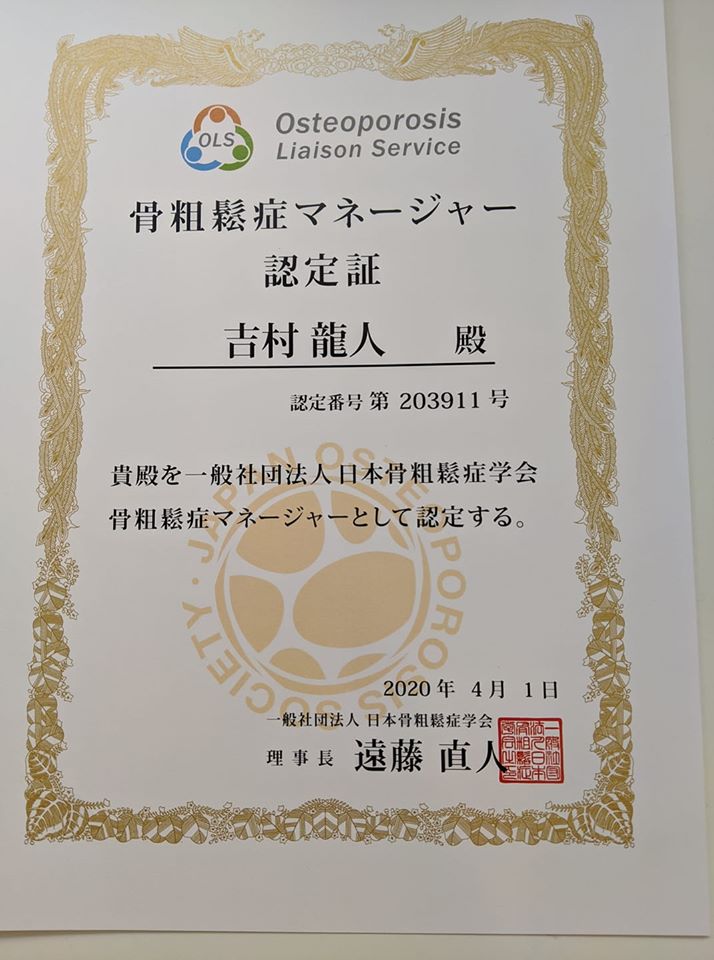 OLS
Osteoporosis
Liaison Service
骨粗鬆症マネージャー
認定証
吉村 龍人 殿
認定番号 第 203911 号
貴殿を一般社団法人日本骨粗鬆症学会
骨粗鬆症マネージャーとして認定する。
JAPAN OSTEOPOROSIS SOCIETY
2020 年 4 月 1 日
一般社団法人 日本骨粗鬆症学会
理事長 遠藤 直人